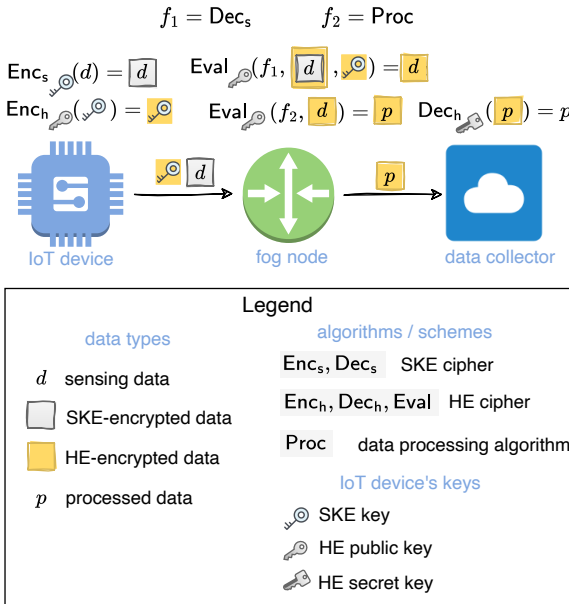 f₁ = Decₛ f₂ = Proc
Encₛ (d) = d Eval (f₁, d , ) = d
Encₕ ( ) = Eval (f₂, d ) = p Decₕ ( p ) = p
d p
IoT device fog node data collector
Legend
data types algorithms / schemes
Encₛ, Decₛ SKE cipher
d sensing data
Encₕ, Decₕ, Eval HE cipher
SKE-encrypted data
Proc data processing algorithm
HE-encrypted data
IoT device's keys
p processed data
SKE key
HE public key
HE secret key